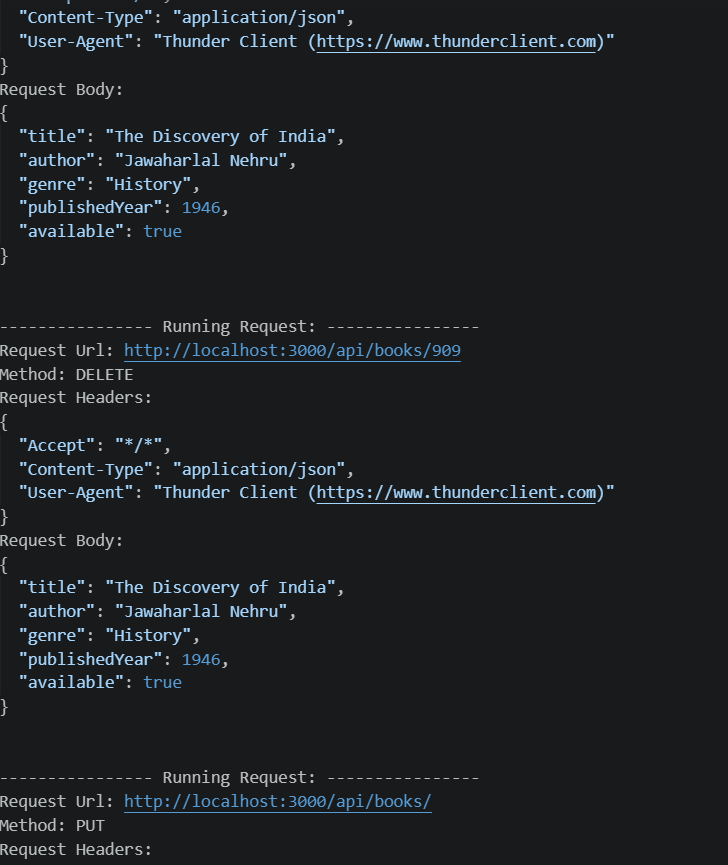 "Content-Type": "application/json",
"User-Agent": "Thunder Client (https://www.thunderclient.com)"
}
Request Body:
{
"title": "The Discovery of India",
"author": "Jawaharlal Nehru",
"genre": "History",
"publishedYear": 1946,
"available": true
}
---------------- Running Request: ----------------
Request Url: http://localhost:3000/api/books/909
Method: DELETE
Request Headers:
{
"Accept": "*/*",
"Content-Type": "application/json",
"User-Agent": "Thunder Client (https://www.thunderclient.com)"
}
Request Body:
{
"title": "The Discovery of India",
"author": "Jawaharlal Nehru",
"genre": "History",
"publishedYear": 1946,
"available": true
}
---------------- Running Request: ----------------
Request Url: http://localhost:3000/api/books/
Method: PUT
Request Headers: